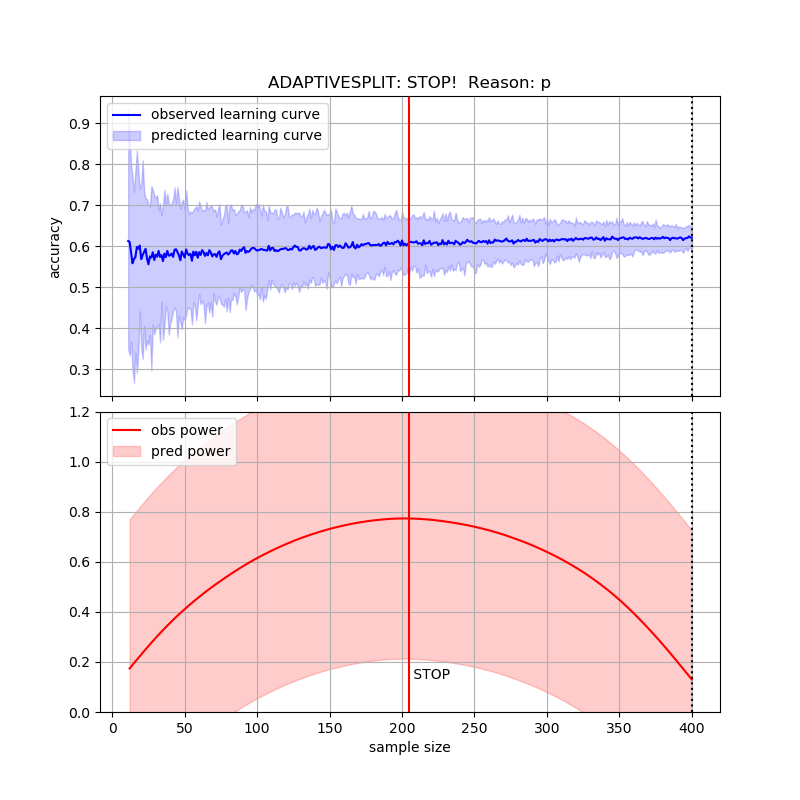 ADAPTIVESPLIT: STOP!  Reason: p
observed learning curve
predicted learning curve
0.9
0.8
0.7
0.6
0.5
0.4
0.3
accuracy
obs power
pred power
1.2
1.0
0.8
0.6
0.4
0.2
0.0
STOP
0 50 100 150 200 250 300 350 400
sample size